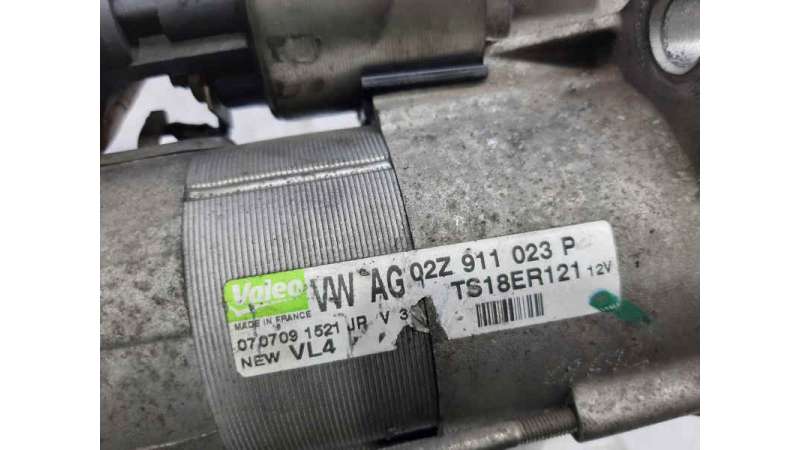 Valeo VW AG 02Z 911 023 P
MADE IN FRANCE TS18ER121 12V
070709 1521 JR V 3
NEW VL4